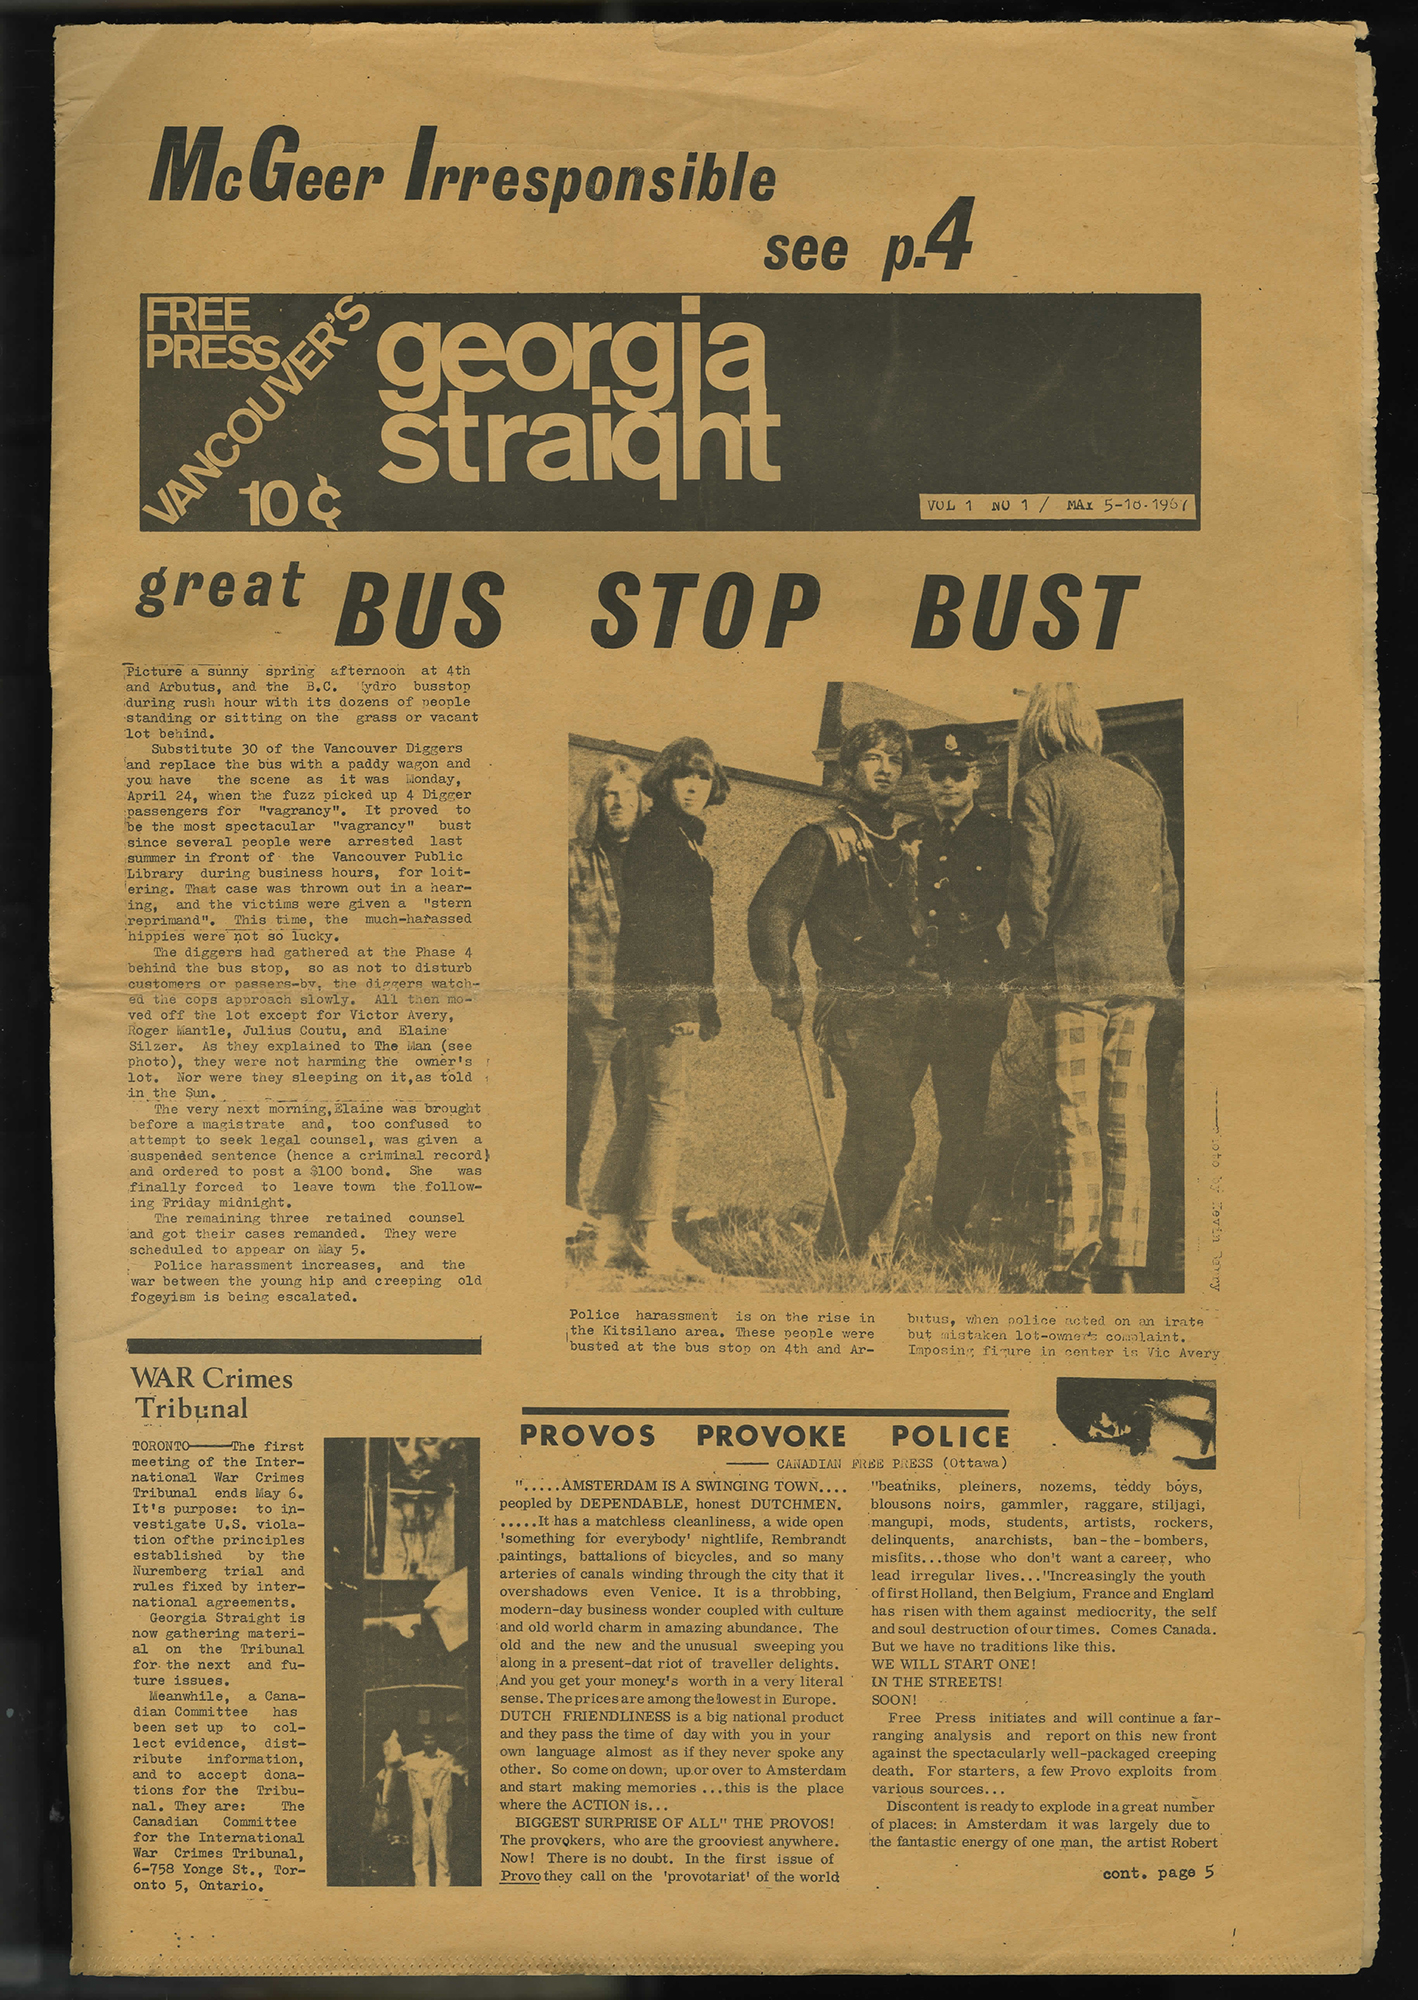 McGeer Irresponsible
see p.4
FREE
PRESS
VANCOUVER'S
10¢
georgia
straight
VOL 1 NO 1 / MAY 5-18-1967
great BUS STOP BUST
Picture a sunny spring afternoon at 4th
and Arbutus, and the B.C. ydro busstop
during rush hour with its dozens of people
standing or sitting on the grass or vacant
lot behind.
Substitute 30 of the Vancouver Diggers
and replace the bus with a paddy wagon and
you have the scene as it was Monday,
April 24, when the fuzz picked up 4 Digger
passengers for "vagrancy". It proved to
be the most spectacular "vagrancy" bust
since several people were arrested last
summer in front of the Vancouver Public
Library during business hours, for loit-
ering. That case was thrown out in a hear-
ing, and the victims were given a "stern
reprimand". This time, the much-harassed
hippies were not so lucky.
The diggers had gathered at the Phase 4
behind the bus stop, so as not to disturb
customers or passers-by, the diggers watch-
ed the cops approach slowly. All then mo-
ved off the lot except for Victor Avery,
Roger Mantle, Julius Coutu, and Elaine
Silzer. As they explained to The Man (see
photo), they were not harming the owner's
lot. Nor were they sleeping on it,as told
in the Sun.
The very next morning,Elaine was brought
before a magistrate and, too confused to
attempt to seek legal counsel, was given a
suspended sentence (hence a criminal record)
and ordered to post a $100 bond. She was
finally forced to leave town the follow-
ing Friday midnight.
The remaining three retained counsel
and got their cases remanded. They were
scheduled to appear on May 5.
Police harassment increases, and the
war between the young hip and creeping old
fogeyism is being escalated.
Police harassment is on the rise in
the Kitsilano area. These people were
busted at the bus stop on 4th and Ar-
butus, when police acted on an irate
but mistaken lot-owner's complaint.
Imposing figure in center is Vic Avery
WAR Crimes
Tribunal
TORONTO——The first
meeting of the Inter-
national War Crimes
Tribunal ends May 6.
It's purpose: to in-
vestigate U.S. viola-
tion ofthe principles
established by the
Nuremberg trial and
rules fixed by inter-
national agreements.
Georgia Straight is
now gathering materi-
al on the Tribunal
for the next and fu-
ture issues.
Meanwhile, a Cana-
dian Committee has
been set up to col-
lect evidence, dist-
ribute information,
and to accept dona-
tions for the Tribu-
nal. They are: The
Canadian Committee
for the International
War Crimes Tribunal,
6-758 Yonge St., Tor-
onto 5, Ontario.
PROVOS PROVOKE POLICE
—— CANADIAN FREE PRESS (Ottawa)
".....AMSTERDAM IS A SWINGING TOWN....
peopled by DEPENDABLE, honest DUTCHMEN.
.....It has a matchless cleanliness, a wide open
'something for everybody' nightlife, Rembrandt
paintings, battalions of bicycles, and so many
arteries of canals winding through the city that it
overshadows even Venice. It is a throbbing,
modern-day business wonder coupled with culture
and old world charm in amazing abundance. The
old and the new and the unusual sweeping you
along in a present-dat riot of traveller delights.
And you get your money's worth in a very literal
sense. The prices are among the lowest in Europe.
DUTCH FRIENDLINESS is a big national product
and they pass the time of day with you in your
own language almost as if they never spoke any
other. So come on down, up or over to Amsterdam
and start making memories ...this is the place
where the ACTION is...
BIGGEST SURPRISE OF ALL" THE PROVOS!
The provokers, who are the grooviest anywhere.
Now! There is no doubt. In the first issue of
Provo they call on the 'provotariat' of the world
"beatniks, pleiners, nozems, teddy boys,
blousons noirs, gammler, raggare, stiljagi,
mangupi, mods, students, artists, rockers,
delinquents, anarchists, ban-the-bombers,
misfits...those who don't want a career, who
lead irregular lives..."Increasingly the youth
of first Holland, then Belgium, France and England
has risen with them against mediocrity, the self
and soul destruction of our times. Comes Canada.
But we have no traditions like this.
WE WILL START ONE!
IN THE STREETS!
SOON!
Free Press initiates and will continue a far-
ranging analysis and report on this new front
against the spectacularly well-packaged creeping
death. For starters, a few Provo exploits from
various sources...
Discontent is ready to explode in a great number
of places: in Amsterdam it was largely due to
the fantastic energy of one man, the artist Robert
cont. page 5